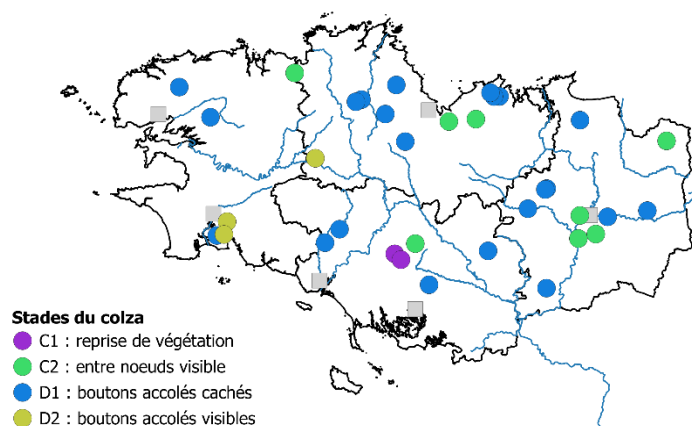 Stades du colza
C1 : reprise de végétation
C2 : entre noeuds visible
D1 : boutons accolés cachés
D2 : boutons accolés visibles